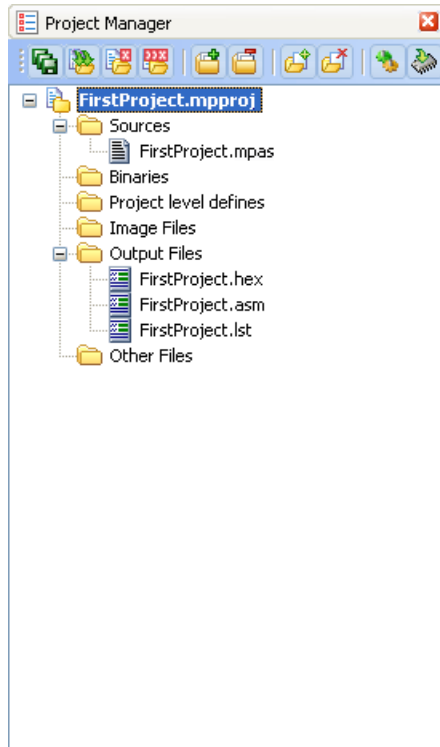 Project Manager
FirstProject.mpproj
Sources
FirstProject.mpas
Binaries
Project level defines
Image Files
Output Files
FirstProject.hex
FirstProject.asm
FirstProject.lst
Other Files